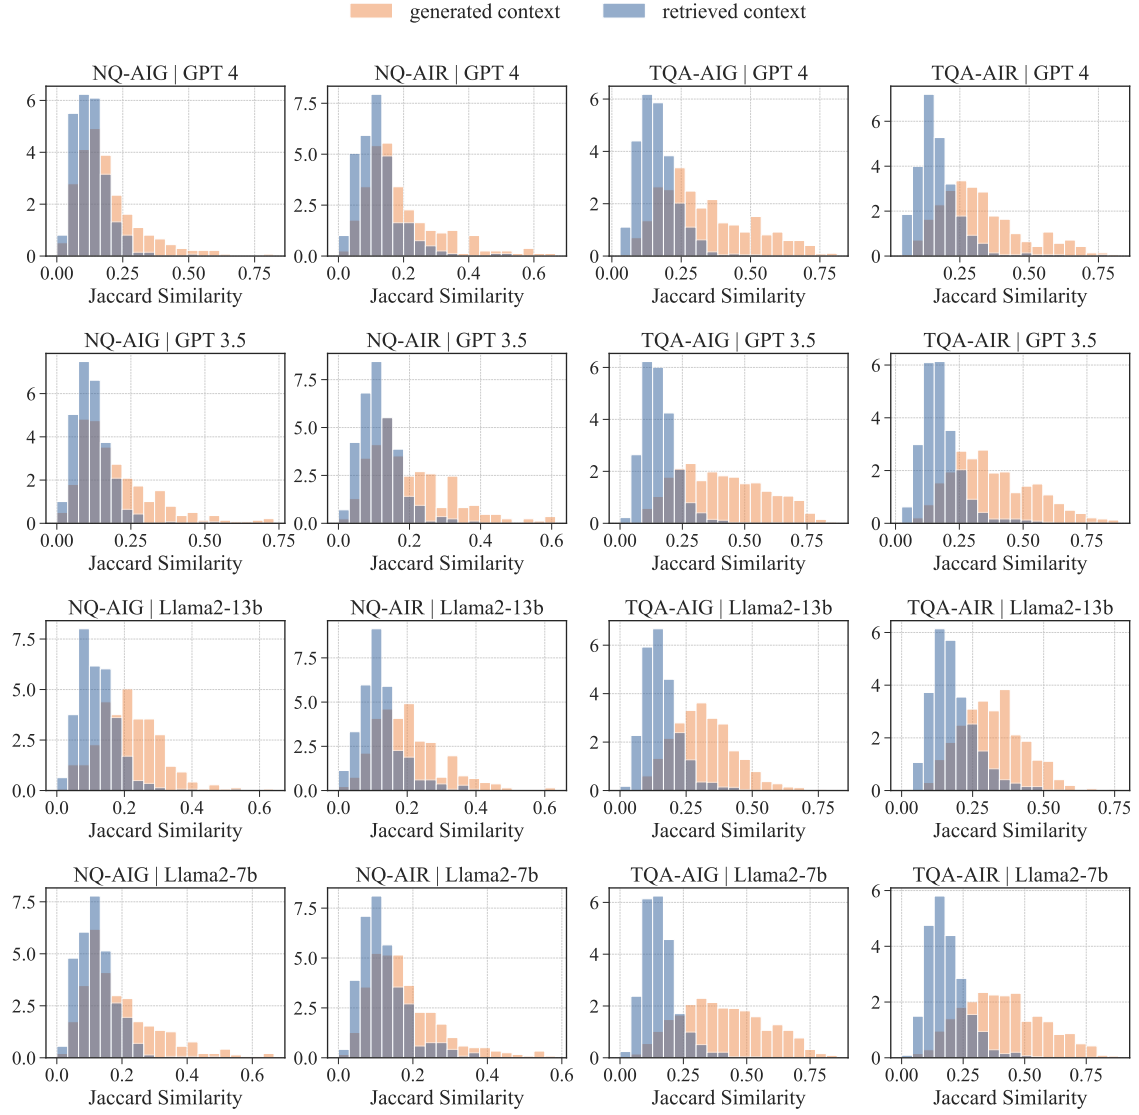 generated context retrieved context
NQ-AIG | GPT 4 NQ-AIR | GPT 4 TQA-AIG | GPT 4 TQA-AIR | GPT 4
6 7.5 6 6
4 5.0 4 4
2 2.5 2 2
0 0.0 0 0
0.00 0.25 0.50 0.75 0.0 0.2 0.4 0.6 0.00 0.25 0.50 0.75 0.25 0.50 0.75
Jaccard Similarity Jaccard Similarity Jaccard Similarity Jaccard Similarity
NQ-AIG | GPT 3.5 NQ-AIR | GPT 3.5 TQA-AIG | GPT 3.5 TQA-AIR | GPT 3.5
6 7.5 6 6
4 5.0 4 4
2 2.5 2 2
0 0.0 0 0
0.00 0.25 0.50 0.75 0.0 0.2 0.4 0.6 0.00 0.25 0.50 0.75 0.00 0.25 0.50 0.75
Jaccard Similarity Jaccard Similarity Jaccard Similarity Jaccard Similarity
NQ-AIG | Llama2-13b NQ-AIR | Llama2-13b TQA-AIG | Llama2-13b TQA-AIR | Llama2-13b
7.5 7.5 6 6
5.0 5.0 4 4
2.5 2.5 2 2
0.0 0.0 0 0
0.0 0.2 0.4 0.6 0.0 0.2 0.4 0.6 0.00 0.25 0.50 0.75 0.00 0.25 0.50 0.75
Jaccard Similarity Jaccard Similarity Jaccard Similarity Jaccard Similarity
NQ-AIG | Llama2-7b NQ-AIR | Llama2-7b TQA-AIG | Llama2-7b TQA-AIR | Llama2-7b
7.5 7.5 6 6
5.0 5.0 4 4
2.5 2.5 2 2
0.0 0.0 0 0
0.0 0.2 0.4 0.6 0.0 0.2 0.4 0.6 0.00 0.25 0.50 0.75 0.00 0.25 0.50 0.75
Jaccard Similarity Jaccard Similarity Jaccard Similarity Jaccard Similarity